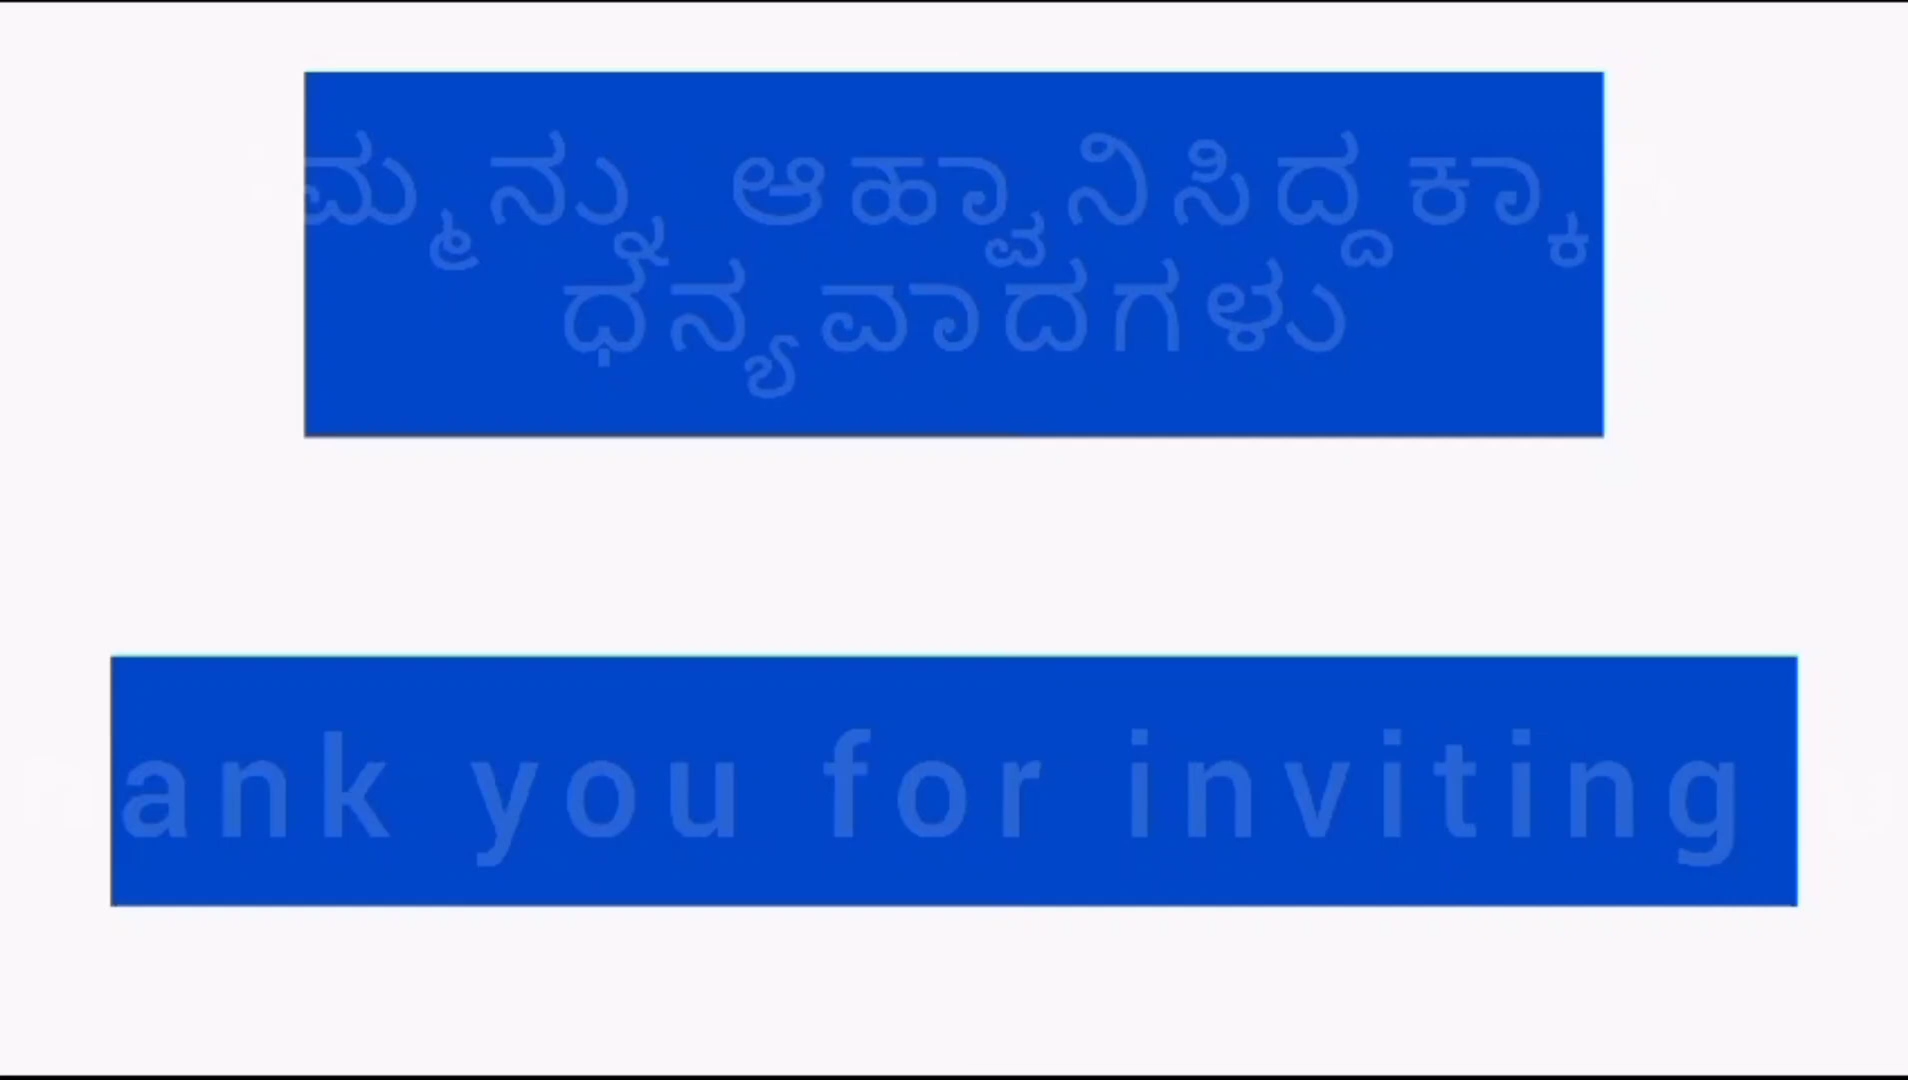 ಮ್ಮನ್ನು ಆಹ್ವಾನಿಸಿದ್ದಕ್ಕಾ
ಧನ್ಯವಾದಗಳು
ank you for inviting